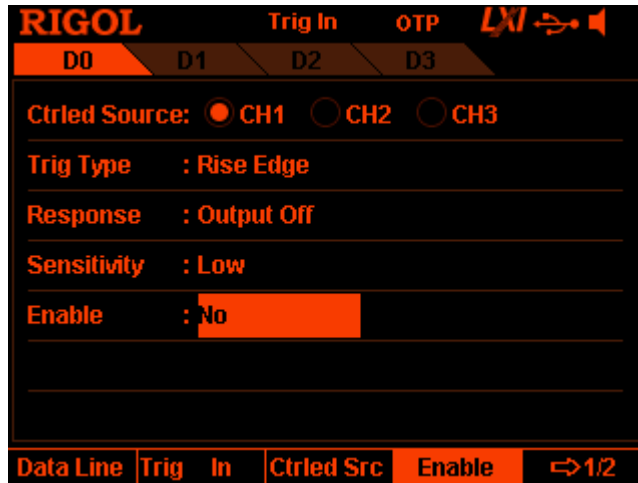 RIGOL Trig In OTP LXI
D0 D1 D2 D3
Ctrled Source: CH1 CH2 CH3
Trig Type : Rise Edge
Response : Output Off
Sensitivity : Low
Enable : No
Data Line Trig In Ctrled Src Enable ⇨1/2